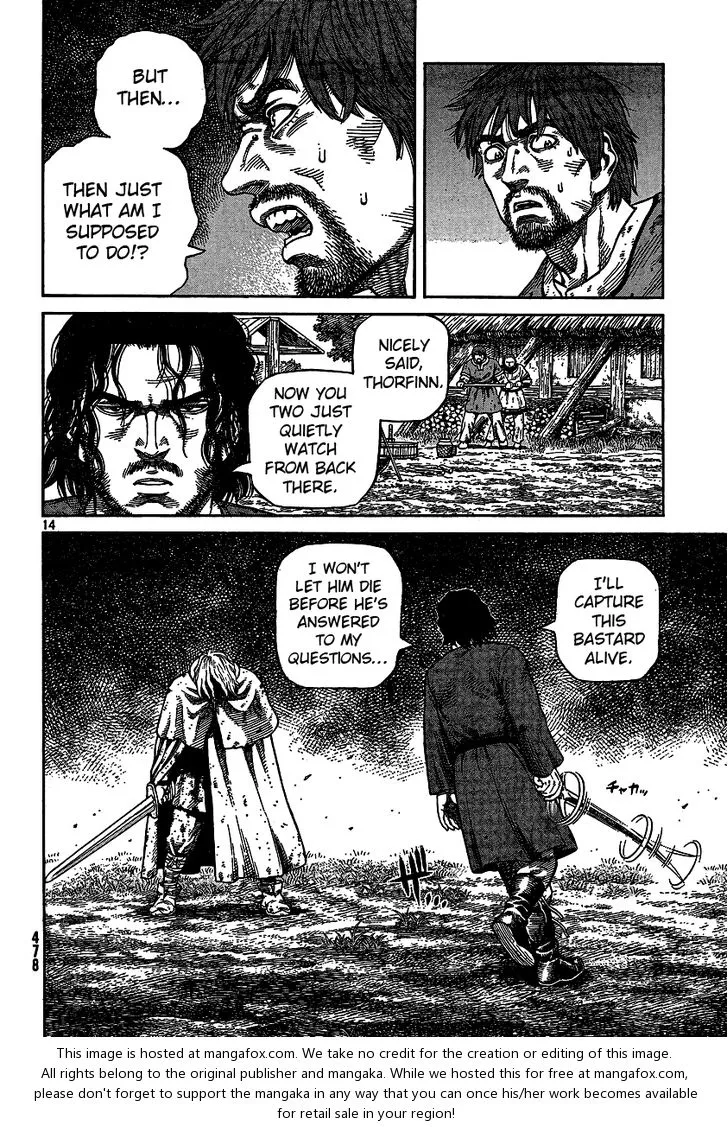 BUT
THEN...
THEN JUST
WHAT AM I
SUPPOSED
TO DO!?
NICELY
SAID,
THORFINN.
NOW YOU
TWO JUST
QUIETLY
WATCH
FROM BACK
THERE.
14
I WON'T
LET HIM DIE
BEFORE HE'S
ANSWERED
TO MY
QUESTIONS...
I'LL
CAPTURE
THIS
BASTARD
ALIVE.
チャカッ
478
This image is hosted at mangafox.com. We take no credit for the creation or editing of this image.
All rights belong to the original publisher and mangaka. While we hosted this for free at mangafox.com,
please don't forget to support the mangaka in any way that you can once his/her work becomes available
for retail sale in your region!